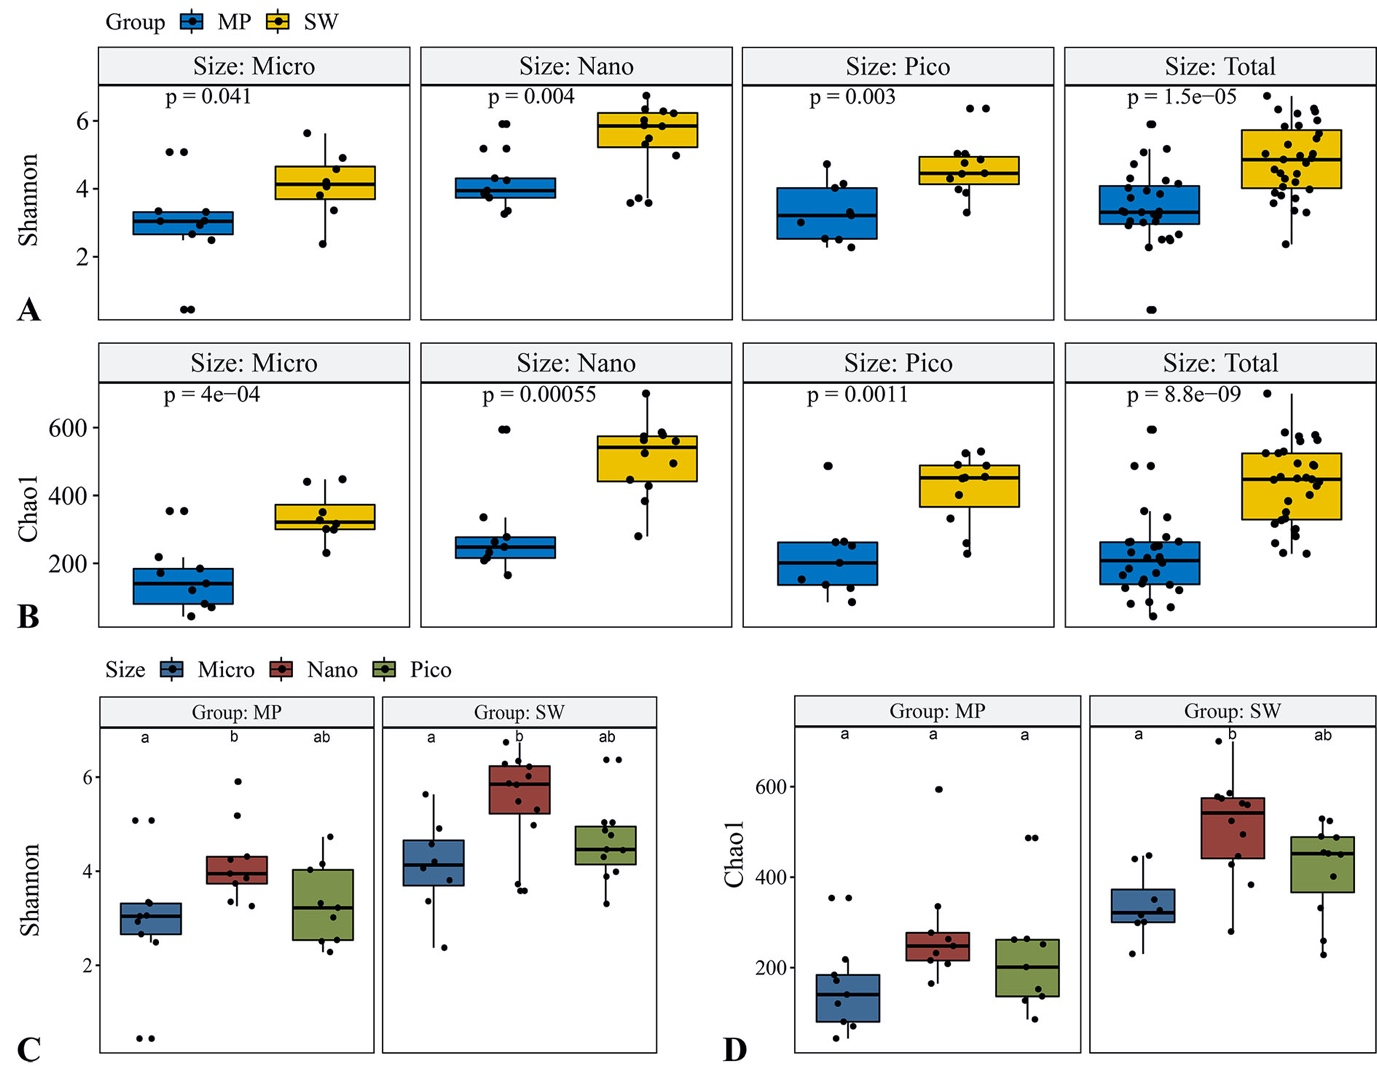 Group MP SW
Size: Micro Size: Nano Size: Pico Size: Total
p = 0.041 p = 0.004 p = 0.003 p = 1.5e−05
6
4
2
Shannon
A
Size: Micro Size: Nano Size: Pico Size: Total
p = 4e−04 p = 0.00055 p = 0.0011 p = 8.8e−09
600
400
200
Chao1
B
Size Micro Nano Pico
Group: MP Group: SW
a b ab a b ab
6
4
2
Shannon
C
Group: MP Group: SW
a a a a b ab
600
400
200
Chao1
D